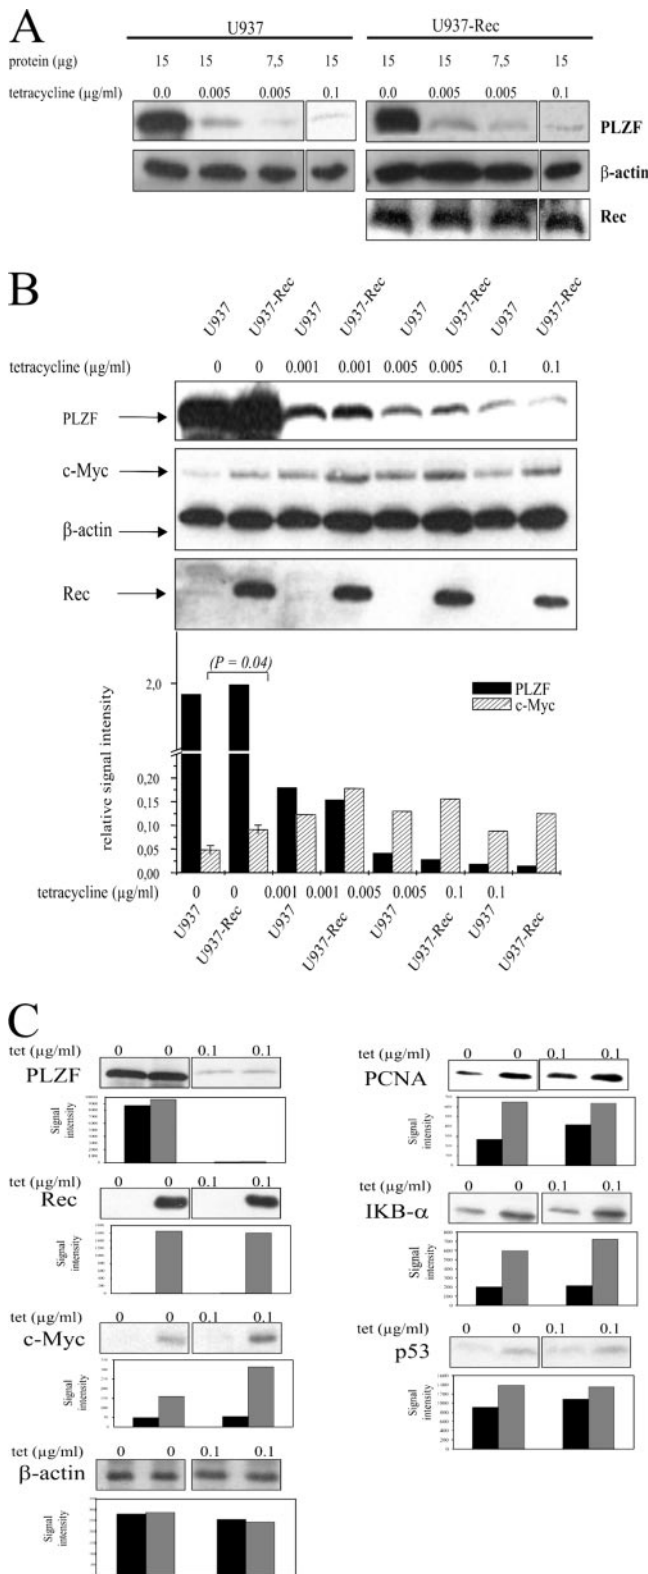 A
U937 U937-Rec
protein (µg) 15 15 7,5 15 15 15 7,5 15
tetracycline (µg/ml) 0.0 0.005 0.005 0.1 0.0 0.005 0.005 0.1
PLZF
β-actin
Rec
B
U937 U937-Rec U937 U937-Rec U937 U937-Rec U937 U937-Rec
tetracycline (µg/ml) 0 0 0.001 0.001 0.005 0.005 0.1 0.1
PLZF
c-Myc
β-actin
Rec
(P = 0.04)
2,0
PLZF
c-Myc
relative signal intensity
0,20
0,15
0,10
0,05
0,00
tetracycline (µg/ml) 0 0 0.001 0.001 0.005 0.005 0.1 0.1
U937 U937-Rec U937 U937-Rec U937 U937-Rec U937 U937-Rec
C
tet (µg/ml) 0 0 0.1 0.1
PLZF
Signal intensity
tet (µg/ml) 0 0 0.1 0.1
Rec
Signal intensity
tet (µg/ml) 0 0 0.1 0.1
c-Myc
Signal intensity
tet (µg/ml) 0 0 0.1 0.1
β-actin
Signal intensity
tet (µg/ml) 0 0 0.1 0.1
PCNA
Signal intensity
tet (µg/ml) 0 0 0.1 0.1
IKB-α
Signal intensity
tet (µg/ml) 0 0 0.1 0.1
p53
Signal intensity